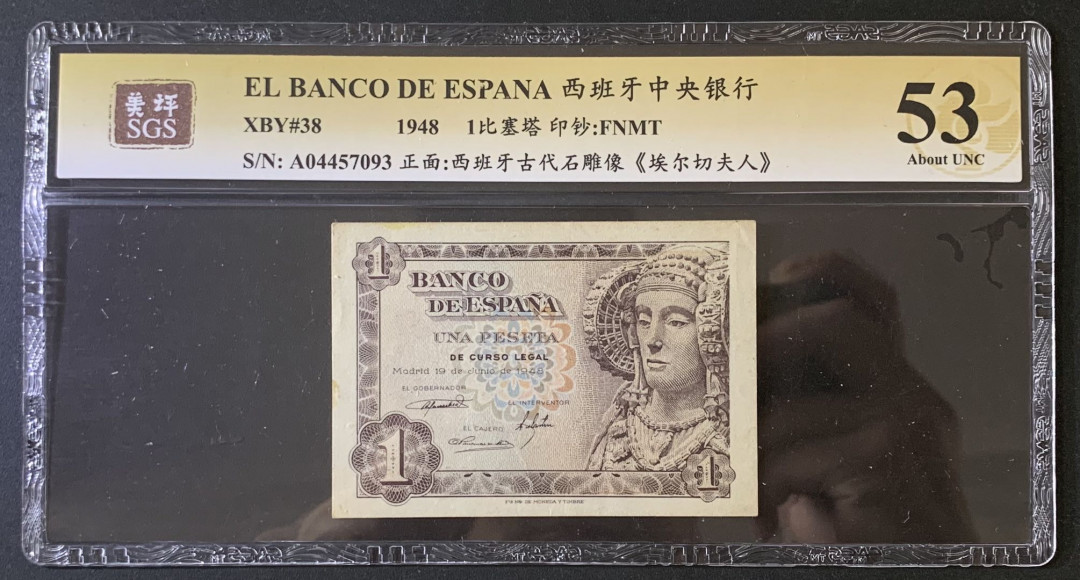 美评
SGS
EL BANCO DE ESPANA 西班牙中央银行
XBY#38 1948 1比塞塔 印钞:FNMT
S/N: A04457093 正面:西班牙古代石雕像《埃尔切夫人》
53
About UNC
1
BANCO
DE ESPAÑA
UNA PESETA
DE CURSO LEGAL
Madrid 19 de Junio de 1948
EL GOBERNADOR
EL INTERVENTOR
EL CAJERO
1
1